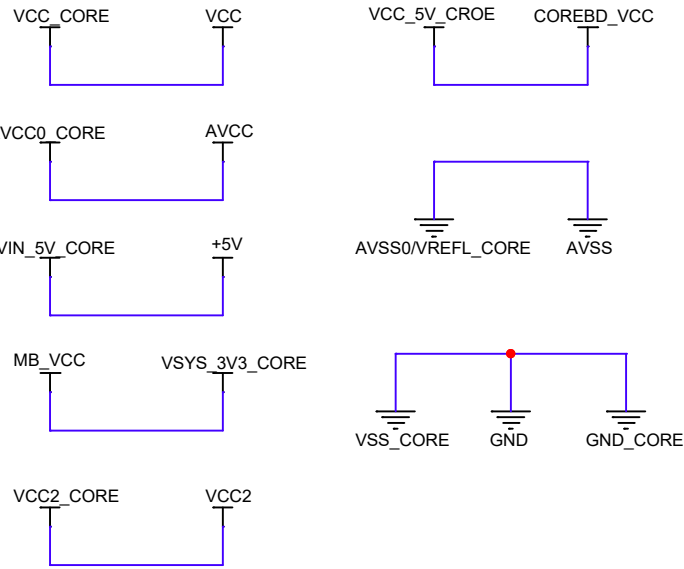 VCC_CORE VCC VCC_5V_CROE COREBD_VCC
VCC0_CORE AVCC
VIN_5V_CORE +5V AVSS0/VREFL_CORE AVSS
MB_VCC VSYS_3V3_CORE
VSS_CORE GND GND_CORE
VCC2_CORE VCC2